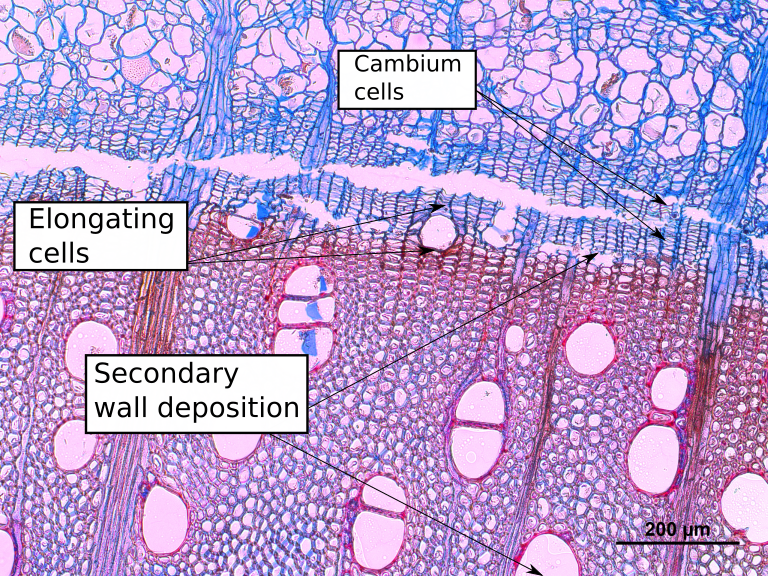 Cambium
cells
Elongating
cells
Secondary
wall deposition
200 µm